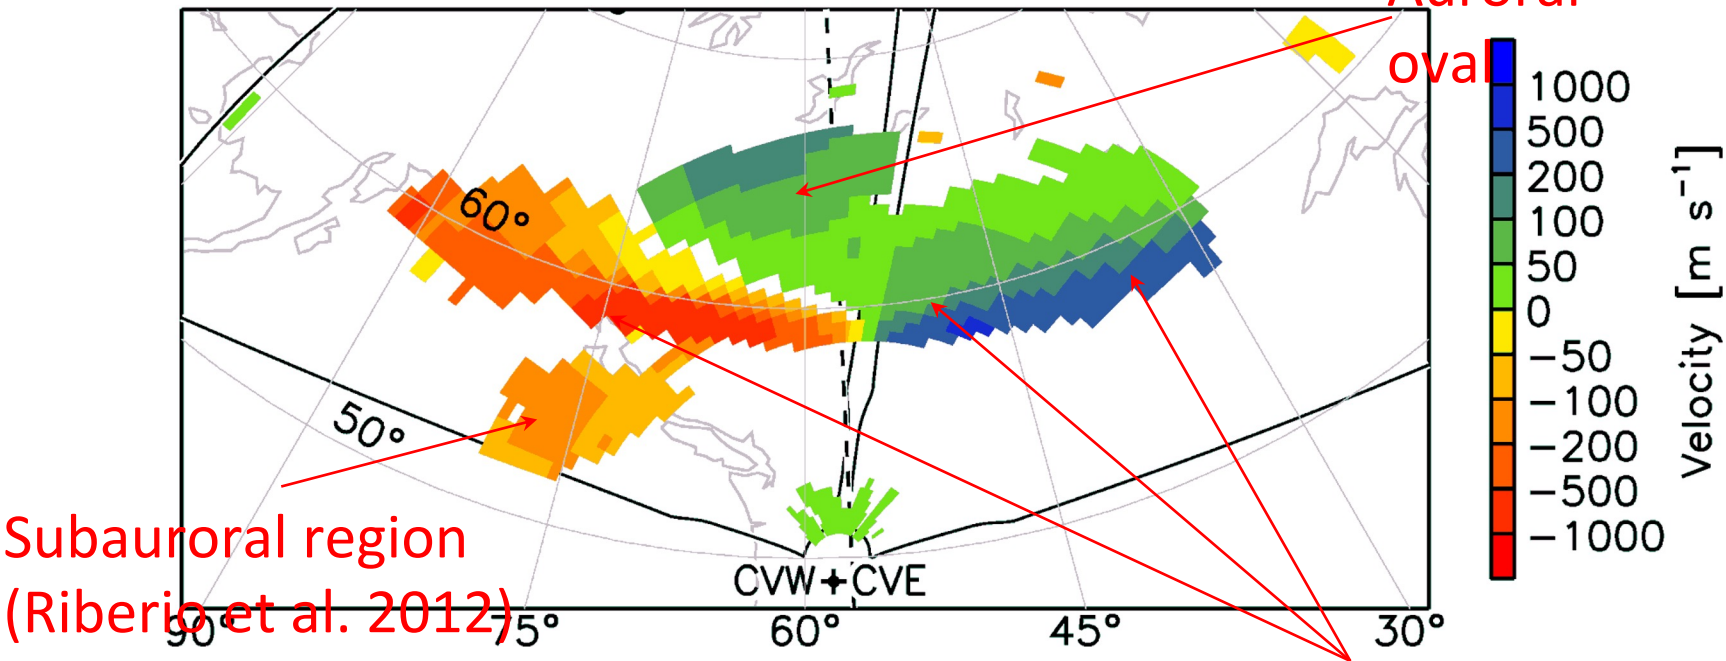 Auroral
oval
60°
50°
Subauroral region
(Riberio et al. 2012)
CVW
CVE
90°
75°
60°
45°
30°
1000
500
200
100
50
0
−50
−100
−200
−500
−1000
Velocity [m s⁻¹]